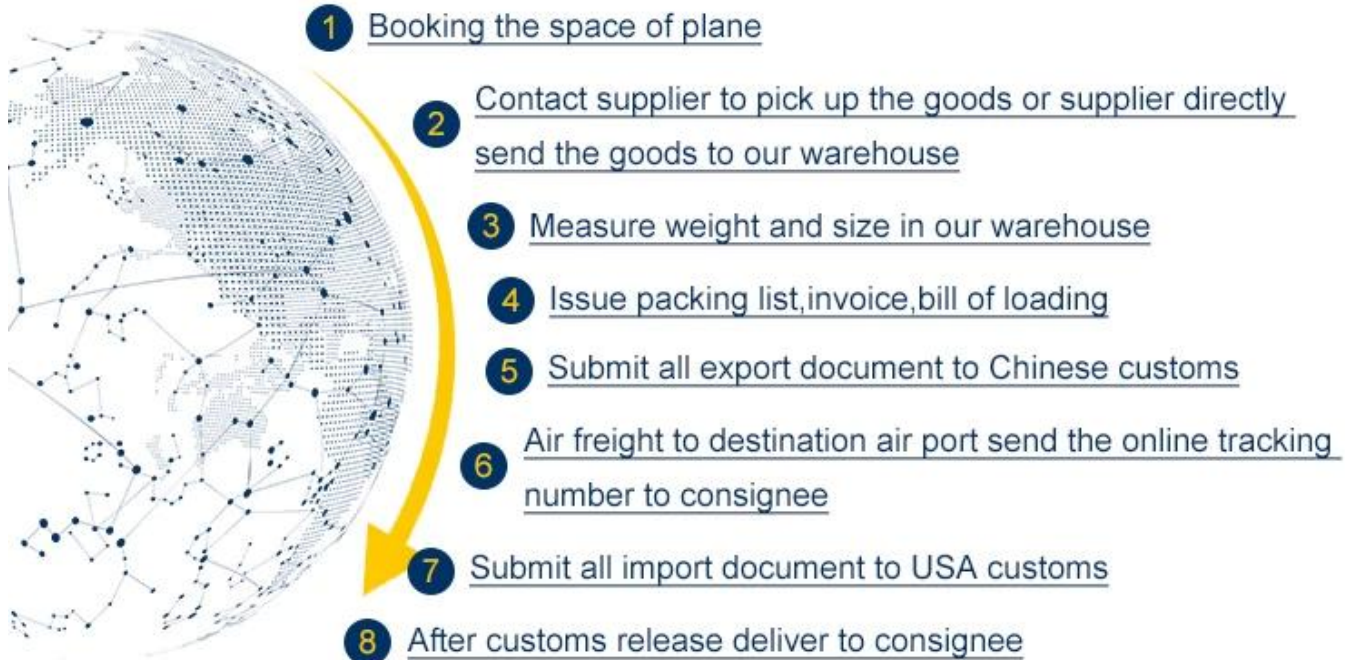 1 Booking the space of plane
2 Contact supplier to pick up the goods or supplier directly
send the goods to our warehouse
3 Measure weight and size in our warehouse
4 Issue packing list,invoice,bill of loading
5 Submit all export document to Chinese customs
6 Air freight to destination air port send the online tracking
number to consignee
7 Submit all import document to USA customs
8 After customs release deliver to consignee